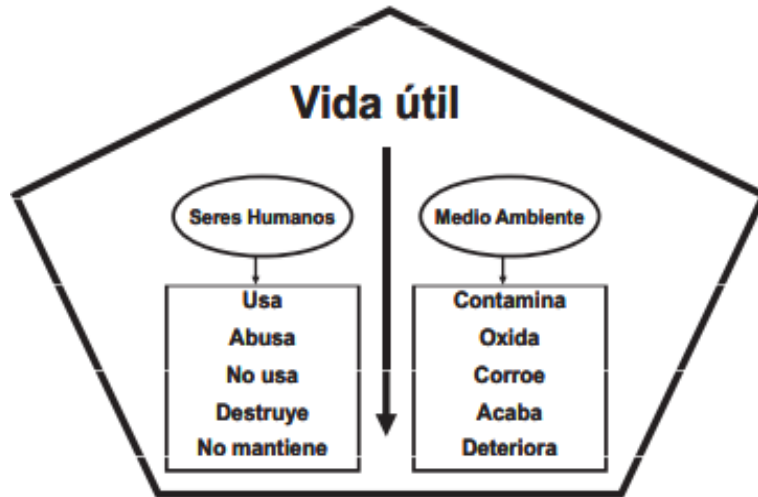 Vida útil
Seres Humanos
Usa
Abusa
No usa
Destruye
No mantiene
Medio Ambiente
Contamina
Oxida
Corroe
Acaba
Deteriora